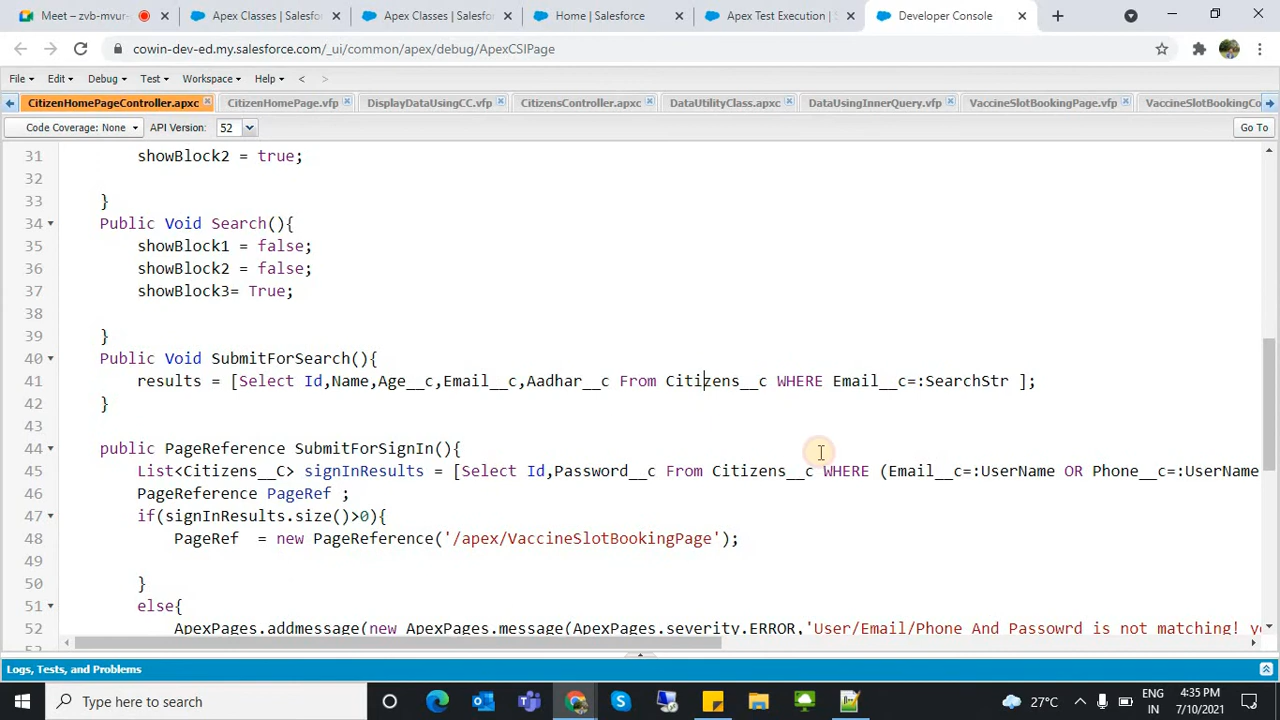 Meet – zvb-mvur-
Apex Classes | Salesfo
Apex Classes | Salesf
Home | Salesforce
Apex Test Execution |
Developer Console
cowin-dev-ed.my.salesforce.com/_ui/common/apex/debug/ApexCSIPage
File Edit Debug Test Workspace Help < >
CitizenHomePageController.apxc CitizenHomePage.vfp DisplayDataUsingCC.vfp CitizensController.apxc DataUtilityClass.apxc DataUsingInnerQuery.vfp VaccineSlotBookingPage.vfp VaccineSlotBookingCo
Code Coverage: None API Version: 52 Go To
31 showBlock2 = true;
32
33 }
34 Public Void Search(){
35 showBlock1 = false;
36 showBlock2 = false;
37 showBlock3= True;
38
39 }
40 Public Void SubmitForSearch(){
41 results = [Select Id,Name,Age__c,Email__c,Aadhar__c From Citizens__c WHERE Email__c=:SearchStr ];
42 }
43
44 public PageReference SubmitForSignIn(){
45 List<Citizens__C> signInResults = [Select Id,Password__c From Citizens__c WHERE (Email__c=:UserName OR Phone__c=:UserName
46 PageReference PageRef ;
47 if(signInResults.size()>0){
48 PageRef = new PageReference('/apex/VaccineSlotBookingPage');
49
50 }
51 else{
52 ApexPages.addmessage(new ApexPages.message(ApexPages.severity.ERROR,'User/Email/Phone And Passowrd is not matching!
Logs, Tests, and Problems
Type here to search
27°C
ENG
IN
4:35 PM
7/10/2021